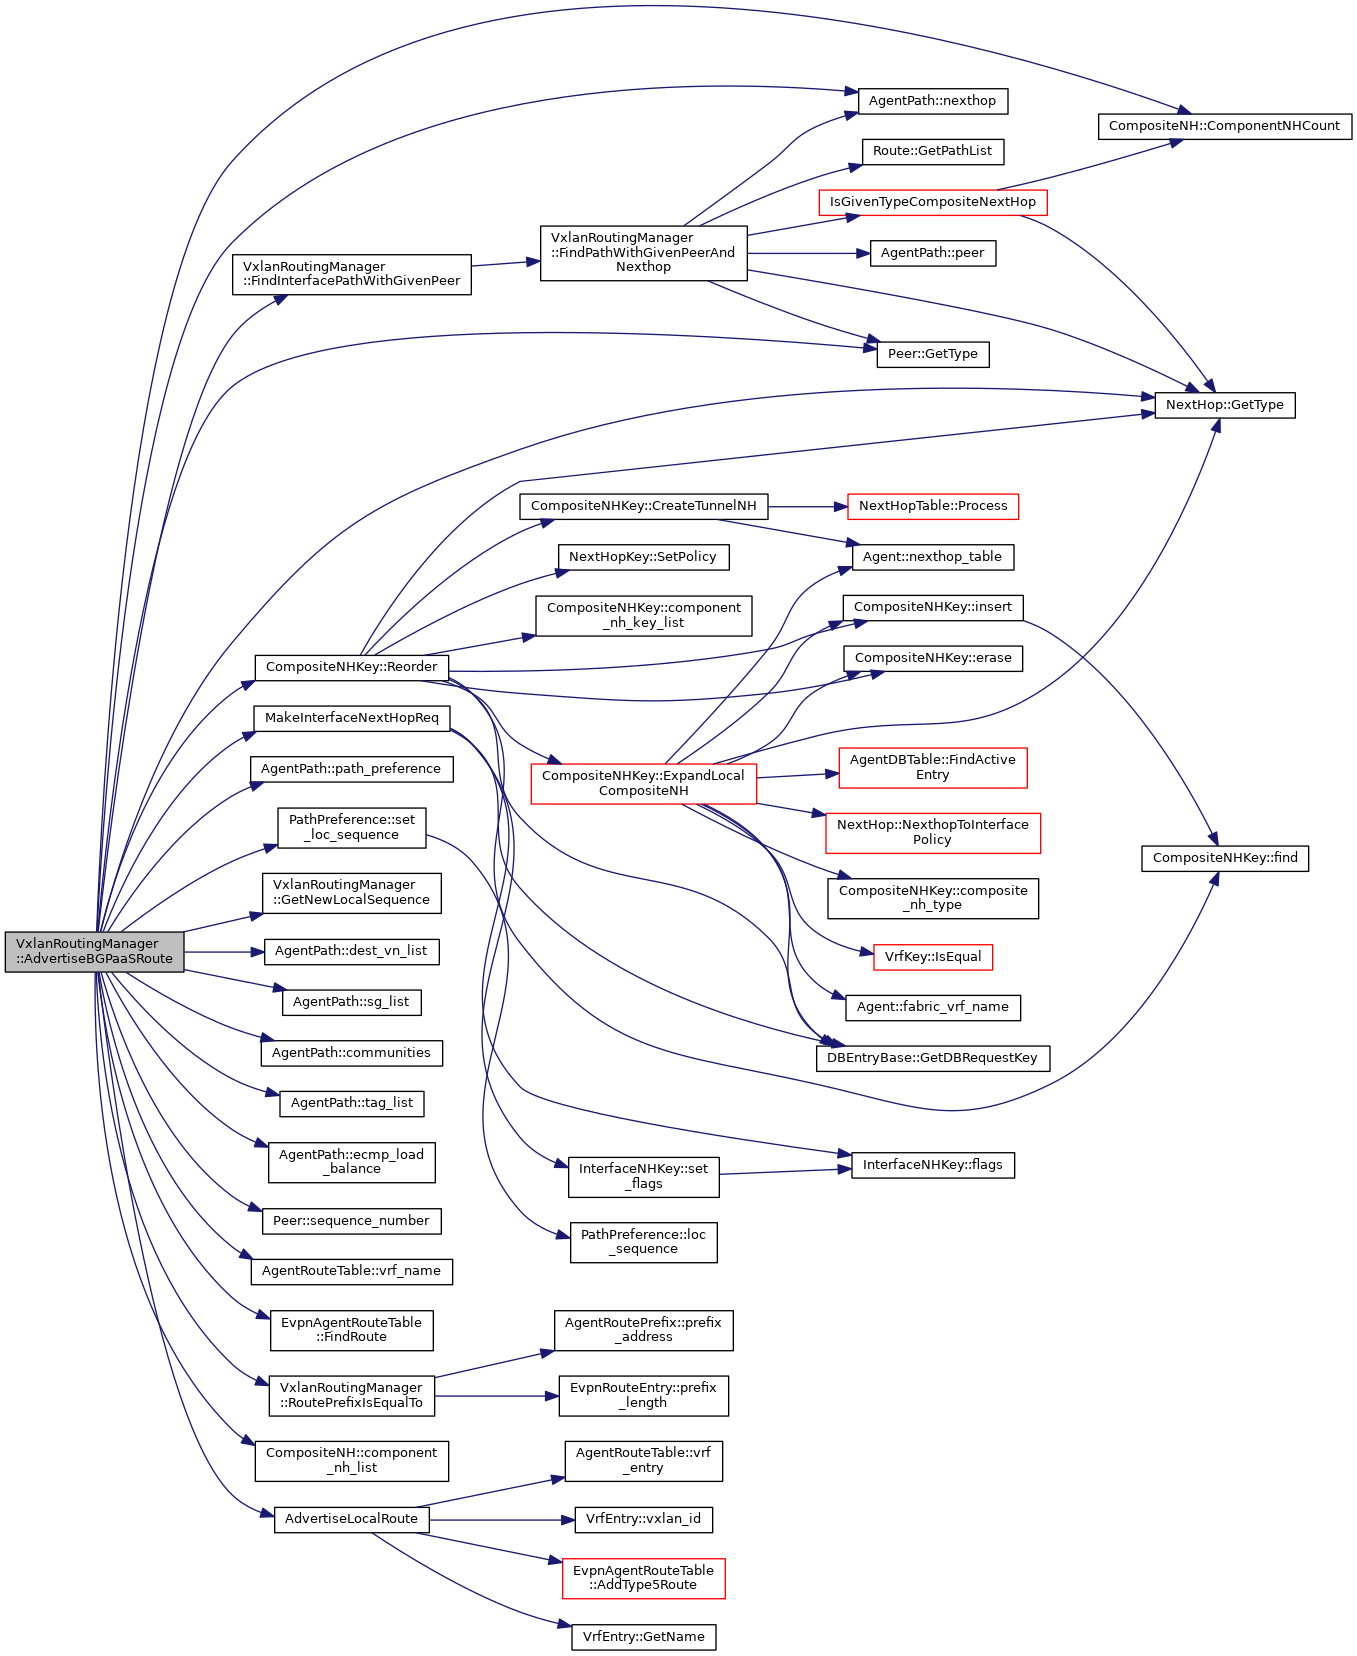 VxlanRoutingManager
::AdvertiseBGPaaSRoute
VxlanRoutingManager
::FindInterfacePathWithGivenPeer
CompositeNHKey::Reorder
MakeInterfaceNextHopReq
AgentPath::path_preference
PathPreference::set
_loc_sequence
VxlanRoutingManager
::GetNewLocalSequence
AgentPath::dest_vn_list
AgentPath::sg_list
AgentPath::communities
AgentPath::tag_list
AgentPath::ecmp_load
_balance
Peer::sequence_number
AgentRouteTable::vrf_name
EvpnAgentRouteTable
::FindRoute
VxlanRoutingManager
::RoutePrefixIsEqualTo
CompositeNH::component
_nh_list
AdvertiseLocalRoute
VxlanRoutingManager
::FindPathWithGivenPeerAnd
Nexthop
CompositeNHKey::CreateTunnelNH
NextHopKey::SetPolicy
CompositeNHKey::component
_nh_key_list
CompositeNHKey::ExpandLocal
CompositeNH
InterfaceNHKey::set
_flags
PathPreference::loc
_sequence
AgentRoutePrefix::prefix
_address
EvpnRouteEntry::prefix
_length
AgentRouteTable::vrf
_entry
VrfEntry::vxlan_id
EvpnAgentRouteTable
::AddType5Route
VrfEntry::GetName
AgentPath::nexthop
Route::GetPathList
IsGivenTypeCompositeNextHop
AgentPath::peer
Peer::GetType
NextHopTable::Process
Agent::nexthop_table
CompositeNHKey::insert
CompositeNHKey::erase
AgentDBTable::FindActive
Entry
NextHop::NexthopToInterface
Policy
CompositeNHKey::composite
_nh_type
VrfKey::IsEqual
Agent::fabric_vrf_name
DBEntryBase::GetDBRequestKey
InterfaceNHKey::flags
CompositeNH::ComponentNHCount
NextHop::GetType
CompositeNHKey::find